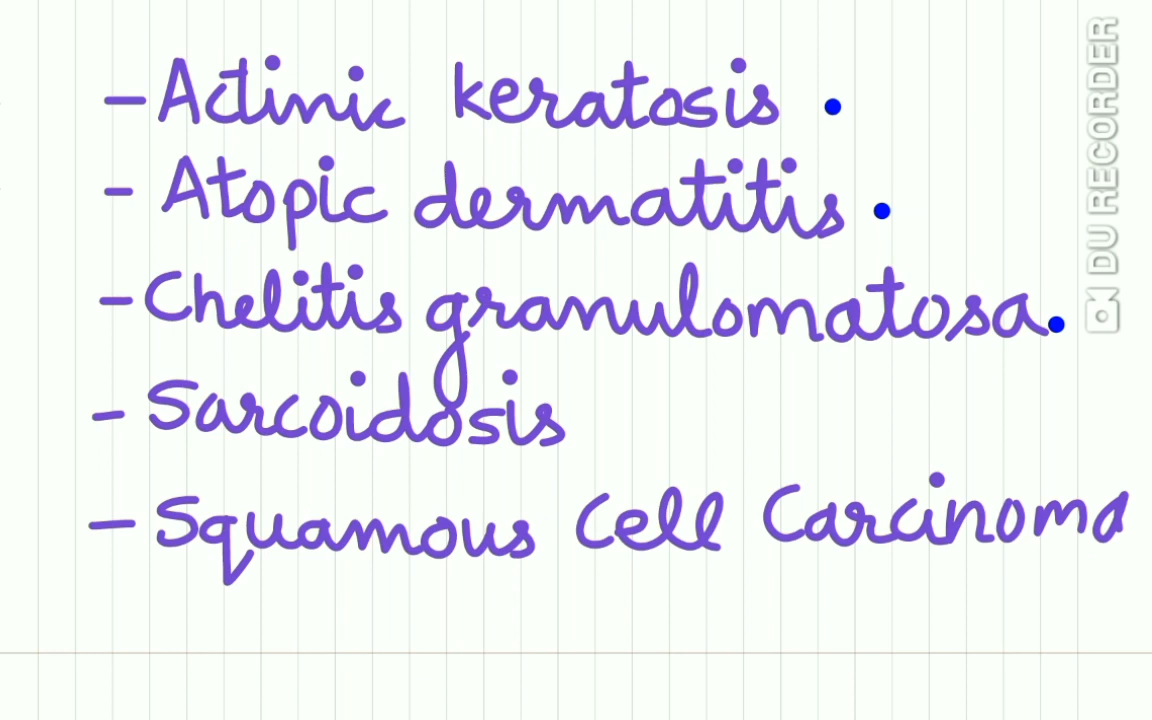 - Actinic keratosis .
- Atopic dermatitis .
- Chelitis granulomatosa.
- Sarcoidosis
- Squamous Cell Carcinoma
DU RECORDER